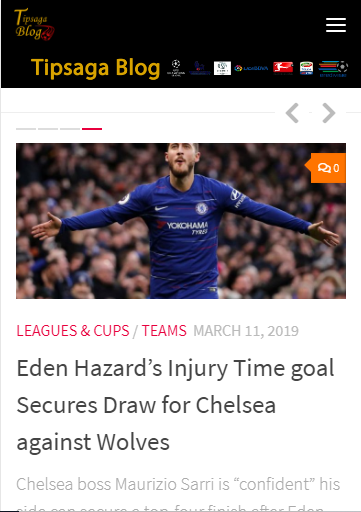 Tipsaga
Blog
Tipsaga Blog
0
YOKOHAMA
TYRES
LEAGUES & CUPS / TEAMS MARCH 11, 2019
Eden Hazard’s Injury Time goal
Secures Draw for Chelsea
against Wolves
Chelsea boss Maurizio Sarri is “confident” his
side can secure a top-four finish after Eden